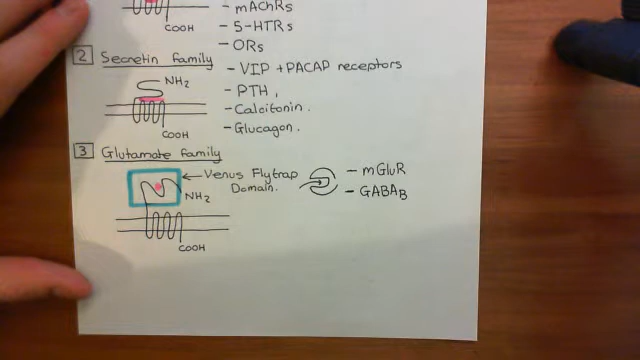 - mAChRs
COOH
- 5-HTRs
- ORs
2 Secretin family
- VIP + PACAP receptors
NH2
- PTH,
- Calcitonin.
COOH
- Glucagon.
3 Glutamate family
← Venus Flytrap
Domain.
NH2
- mGluR
- GABAB
COOH